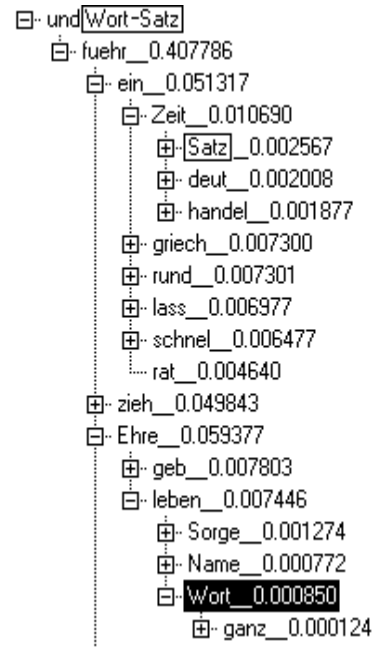 und Wort-Satz
fuehr__0.407786
ein__0.051317
Zeit__0.010690
Satz__0.002567
deut__0.002008
handel__0.001877
griech__0.007300
rund__0.007301
lass__0.006977
schnel__0.006477
rat__0.004640
zieh__0.049843
Ehre__0.059377
geb__0.007803
leben__0.007446
Sorge__0.001274
Name__0.000772
Wort__0.000850
ganz__0.000124